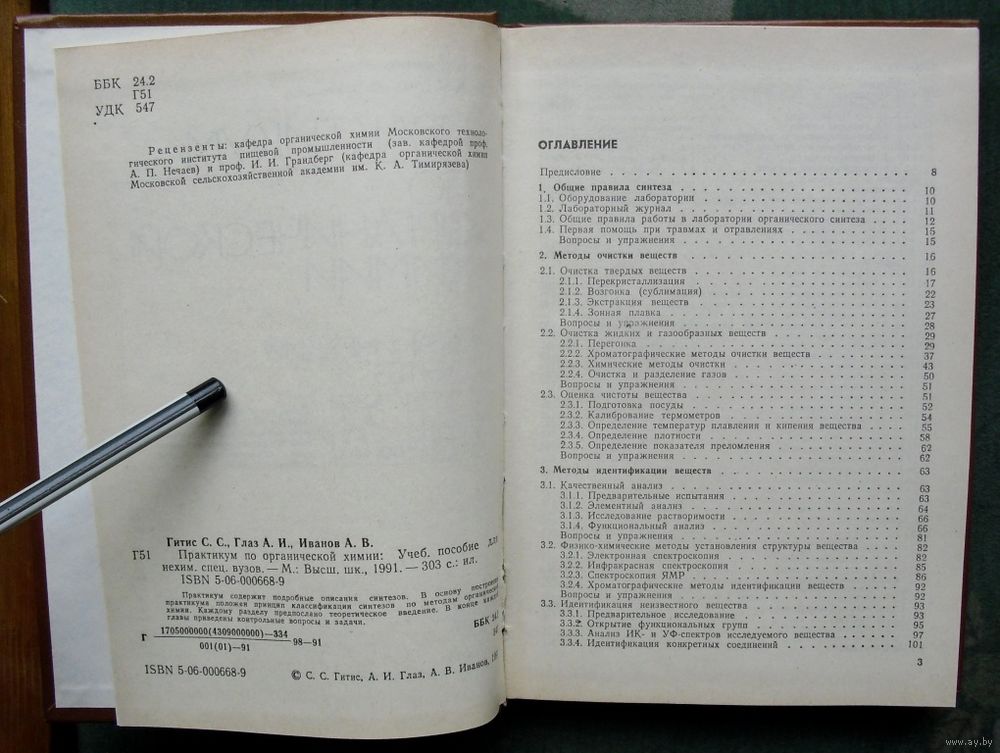 ББК 24.2
Г51
УДК 547
Рецензенты: кафедра органической химии Московского техноло-
гического института пищевой промышленности (зав. кафедрой проф.
А. П. Нечаев) и проф. И. И. Грандберг (кафедра органической химии
Московской сельскохозяйственной академии им. К. А. Тимирязева)
Гитис С. С., Глаз А. И., Иванов А. В.
Г51 Практикум по органической химии: Учеб. пособие для
нехим. спец. вузов. — М.: Высш. шк., 1991. — 303 с.: ил.
ISBN 5-06-000668-9
Практикум содержит подробные описания синтезов. В основу построения
практикума положен принцип классификации синтезов по методам органической
химии. Каждому разделу предпослано теоретическое введение. В конце каждой
главы приведены контрольные вопросы и задачи.
Г 1705000000(4309000000)—334
001(01)—91
98—91
ББК 24.2
ISBN 5-06-000668-9
© С. С. Гитис, А. И. Глаз, А. В. Иванов,
ОГЛАВЛЕНИЕ
Предисловие . . . 8
1. Общие правила синтеза . . . 10
1.1. Оборудование лаборатории . . . 10
1.2. Лабораторный журнал . . . 11
1.3. Общие правила работы в лаборатории органического синтеза . . . 12
1.4. Первая помощь при травмах и отравлениях . . . 15
Вопросы и упражнения . . . 15
2. Методы очистки веществ . . . 16
2.1. Очистка твердых веществ . . . 16
2.1.1. Перекристаллизация . . . 17
2.1.2. Возгонка (сублимация) . . . 22
2.1.3. Экстракция веществ . . . 23
2.1.4. Зонная плавка . . . 27
Вопросы и упражнения . . . 28
2.2. Очистка жидких и газообразных веществ . . . 29
2.2.1. Перегонка . . . 29
2.2.2. Хроматографические методы очистки веществ . . . 37
2.2.3. Химические методы очистки . . . 43
2.2.4. Очистка и разделение газов . . . 50
Вопросы и упражнения . . . 51
2.3. Оценка чистоты вещества . . . 51
2.3.1. Подготовка посуды . . . 52
2.3.2. Калибрование термометров . . . 54
2.3.3. Определение температур плавления и кипения вещества . . . 55
2.3.4. Определение плотности . . . 58
2.3.5. Определение показателя преломления . . . 62
Вопросы и упражнения . . . 62
3. Методы идентификации веществ . . . 63
3.1. Качественный анализ . . . 63
3.1.1. Предварительные испытания . . . 63
3.1.2. Элементный анализ . . . 64
3.1.3. Исследование растворимости . . . 66
3.1.4. Функциональный анализ . . . 66
Вопросы и упражнения . . . 81
3.2. Физико-химические методы установления структуры вещества . . . 82
3.2.1. Электронная спектроскопия . . . 82
3.2.2. Инфракрасная спектроскопия . . . 85
3.2.3. Спектроскопия ЯМР . . . 86
3.2.4. Хроматографические методы идентификации веществ . . . 92
Вопросы и упражнения . . . 92
3.3. Идентификация неизвестного вещества . . . 93
3.3.1. Предварительное исследование . . . 93
3.3.2. Открытие функциональных групп . . . 95
3.3.3. Анализ ИК- и УФ-спектров исследуемого вещества . . . 97
3.3.4. Идентификация конкретных соединений . . . 101
3
www.ay.by